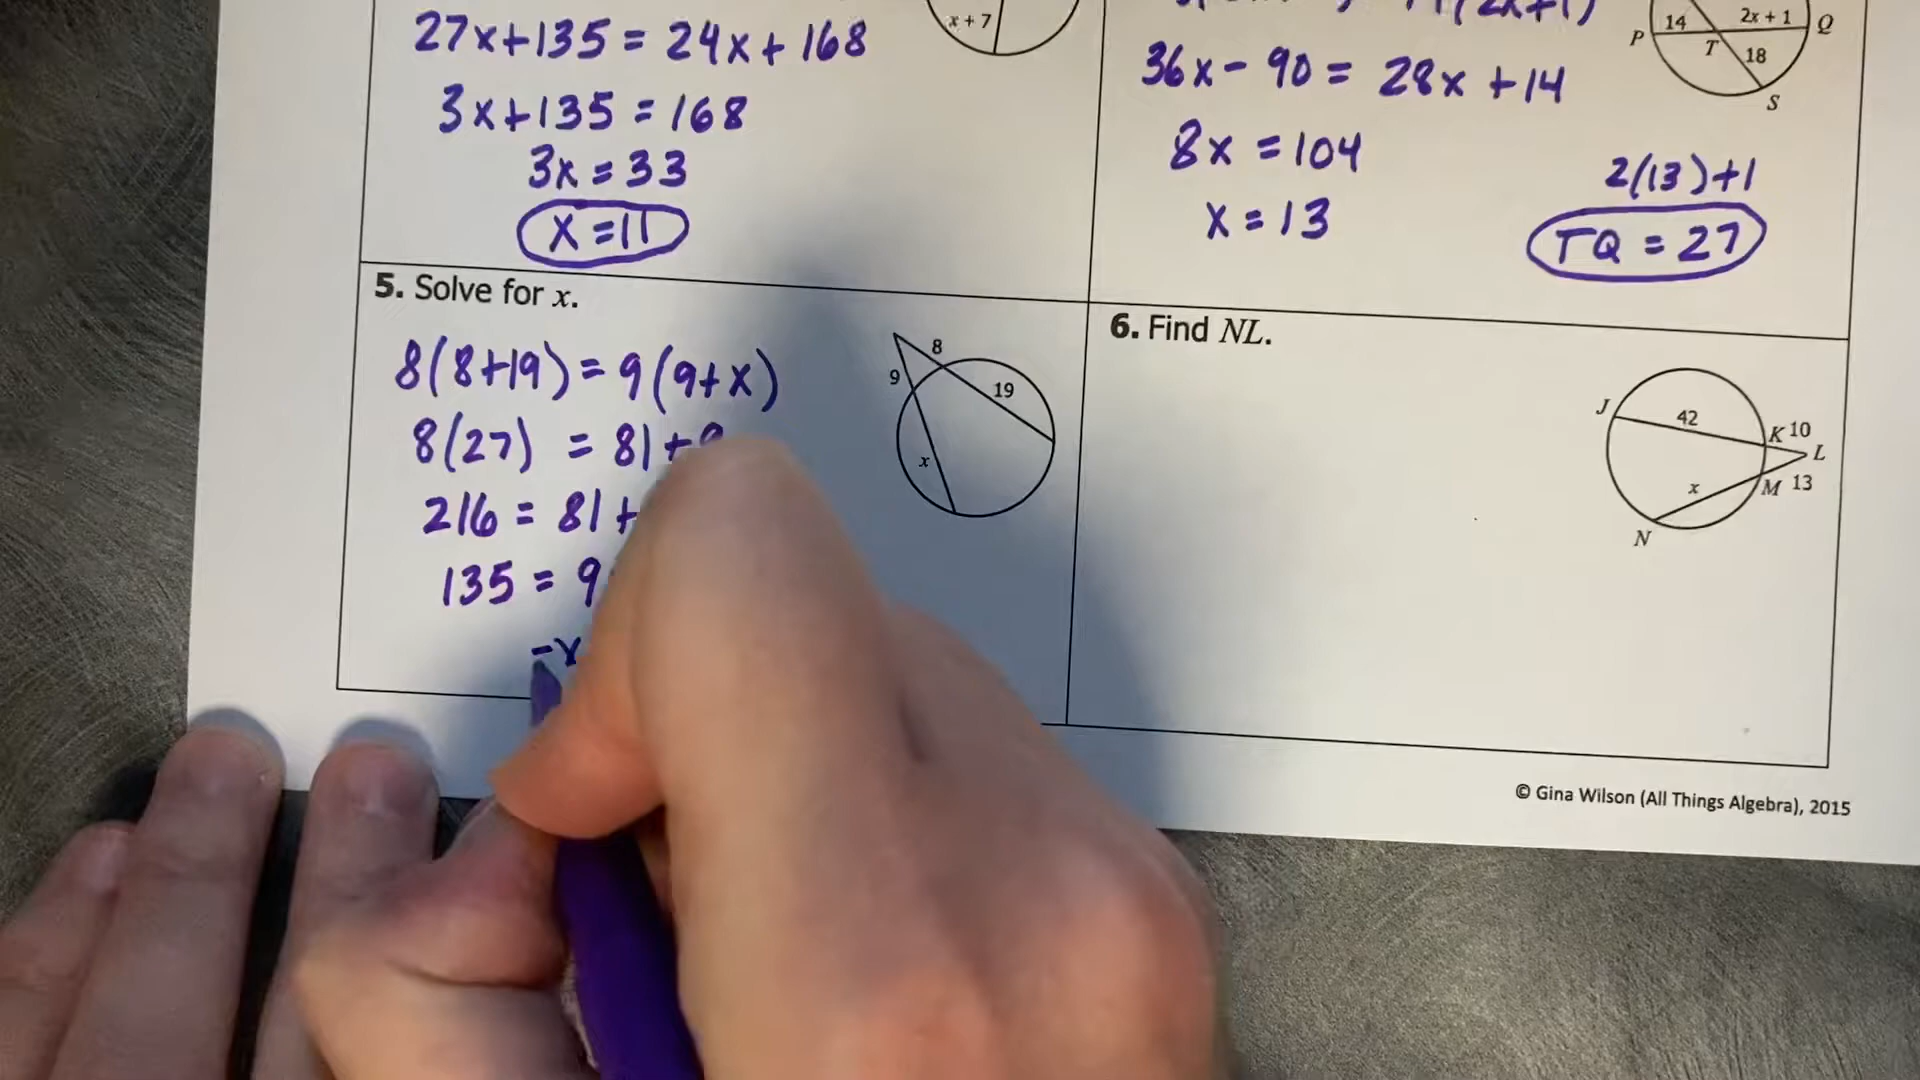 27x+135 = 24x+168
3x+135 = 168
3x = 33
x = 11
x + 7
36x - 90 = 28x + 14
8x = 104
x = 13
2(13)+1
TQ = 27
P 14 2x + 1 Q
T 18
S
5. Solve for x.
8(8+19) = 9(9+x)
8(27) = 81+
216 = 81+
135 = 9
8
9 19
x
6. Find NL.
J 42 K 10 L
x M 13
N
© Gina Wilson (All Things Algebra), 2015